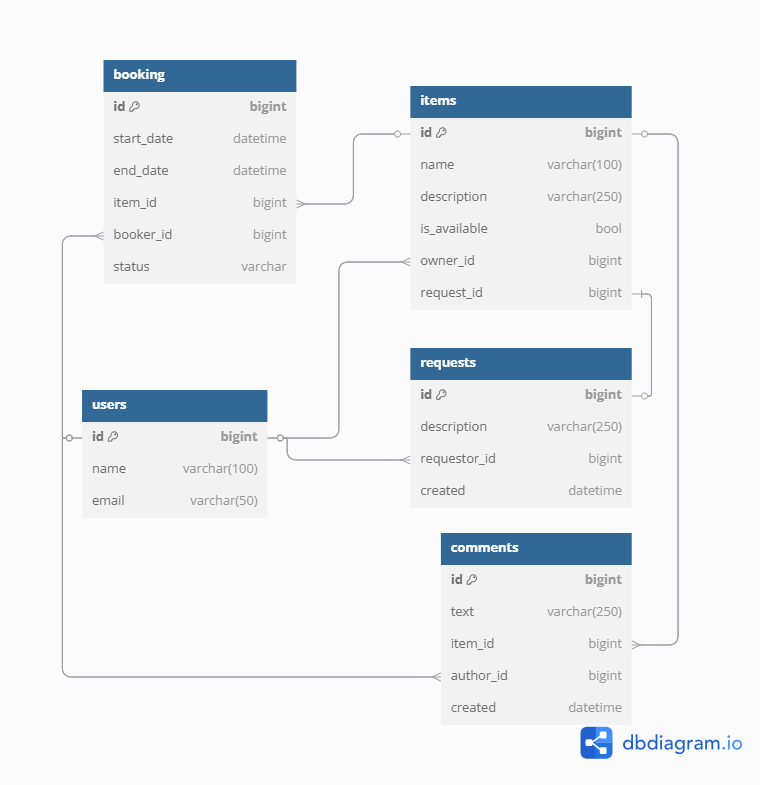 booking
id bigint
start_date datetime
end_date datetime
item_id bigint
booker_id bigint
status varchar
items
id bigint
name varchar(100)
description varchar(250)
is_available bool
owner_id bigint
request_id bigint
requests
id bigint
description varchar(250)
requestor_id bigint
created datetime
users
id bigint
name varchar(100)
email varchar(50)
comments
id bigint
text varchar(250)
item_id bigint
author_id bigint
created datetime
dbdiagram.io